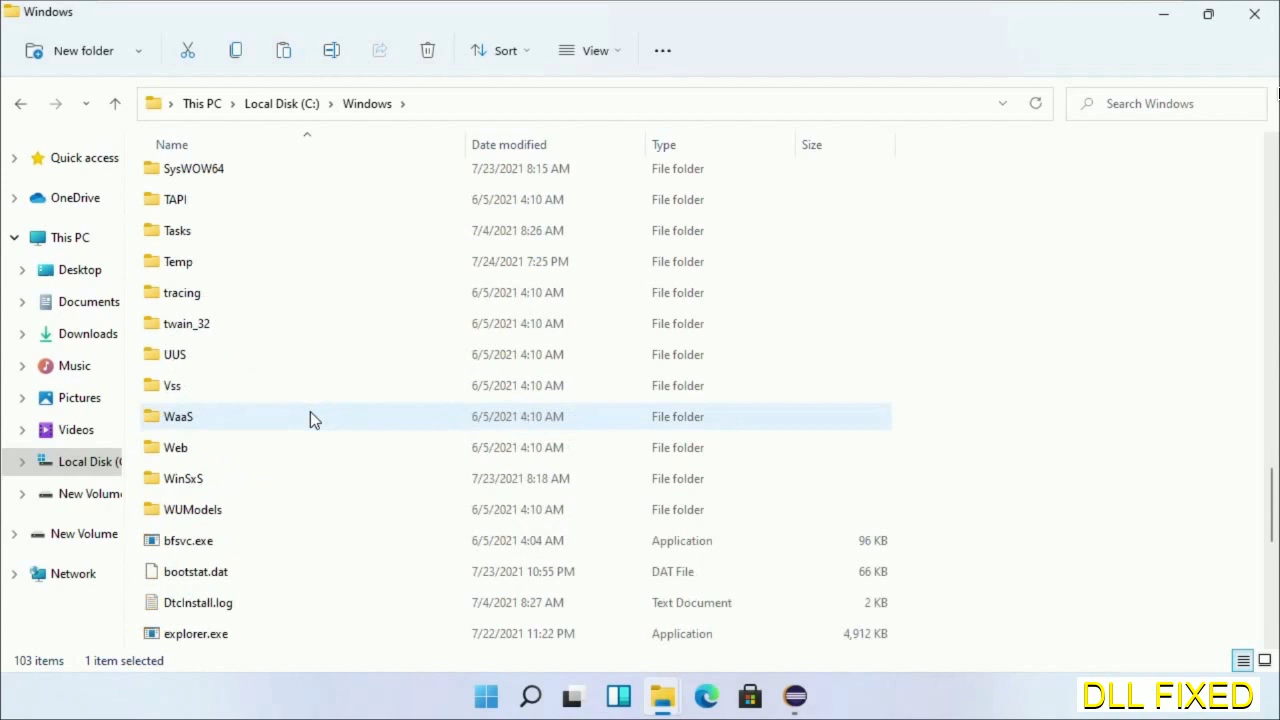 Windows
New folder
Sort
View
This PC
Local Disk (C:)
Windows
Search Windows
Name
Date modified
Type
Size
SysWOW64 7/23/2021 8:15 AM File folder
TAPI 6/5/2021 4:10 AM File folder
Tasks 7/4/2021 8:26 AM File folder
Temp 7/24/2021 7:25 PM File folder
tracing 6/5/2021 4:10 AM File folder
twain_32 6/5/2021 4:10 AM File folder
UUS 6/5/2021 4:10 AM File folder
Vss 6/5/2021 4:10 AM File folder
WaaS 6/5/2021 4:10 AM File folder
Web 6/5/2021 4:10 AM File folder
WinSxS 7/23/2021 8:18 AM File folder
WUModels 6/5/2021 4:10 AM File folder
bfsvc.exe 6/5/2021 4:04 AM Application 96 KB
bootstat.dat 7/23/2021 10:55 PM DAT File 66 KB
DtcInstall.log 7/4/2021 8:27 AM Text Document 2 KB
explorer.exe 7/22/2021 11:22 PM Application 4,912 KB
Quick access
OneDrive
This PC
Desktop
Documents
Downloads
Music
Pictures
Videos
Local Disk (
New Volum
New Volume
Network
103 items
1 item selected
DLL FIXED